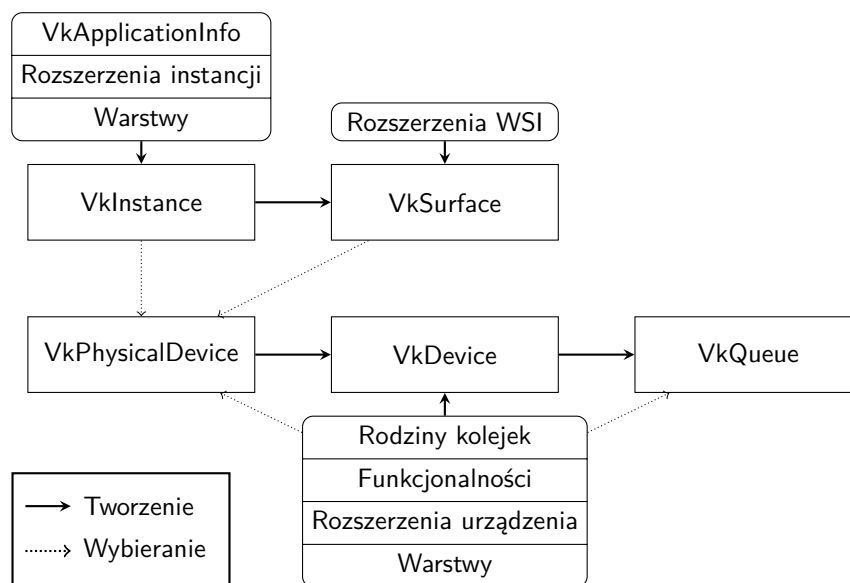 VkApplicationInfo
Rozszerzenia instancji
Warstwy
Rozszerzenia WSI
VkInstance
VkSurface
VkPhysicalDevice
VkDevice
VkQueue
Rodziny kolejek
Funkcjonalności
Rozszerzenia urządzenia
Warstwy
Tworzenie
Wybieranie